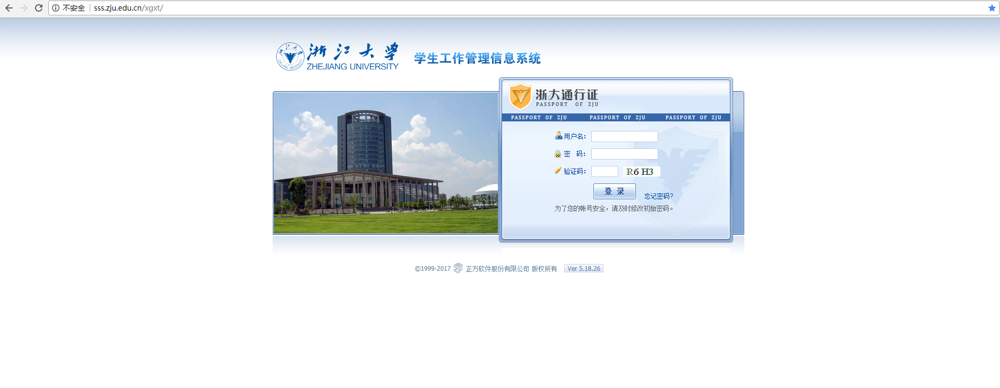 不安全 sss.zju.edu.cn/xgxt/
浙江大学
ZHEJIANG UNIVERSITY
学生工作管理信息系统
浙大通行证
PASSPORT OF ZJU
PASSPORT OF ZJU PASSPORT OF ZJU PASSPORT OF ZJU
用户名：
密 码：
验证码： R6 H3
登 录 忘记密码?
为了您的帐号安全，请及时修改初始密码。
©1999-2017 正方软件股份有限公司 版权所有 Ver 5.18.26